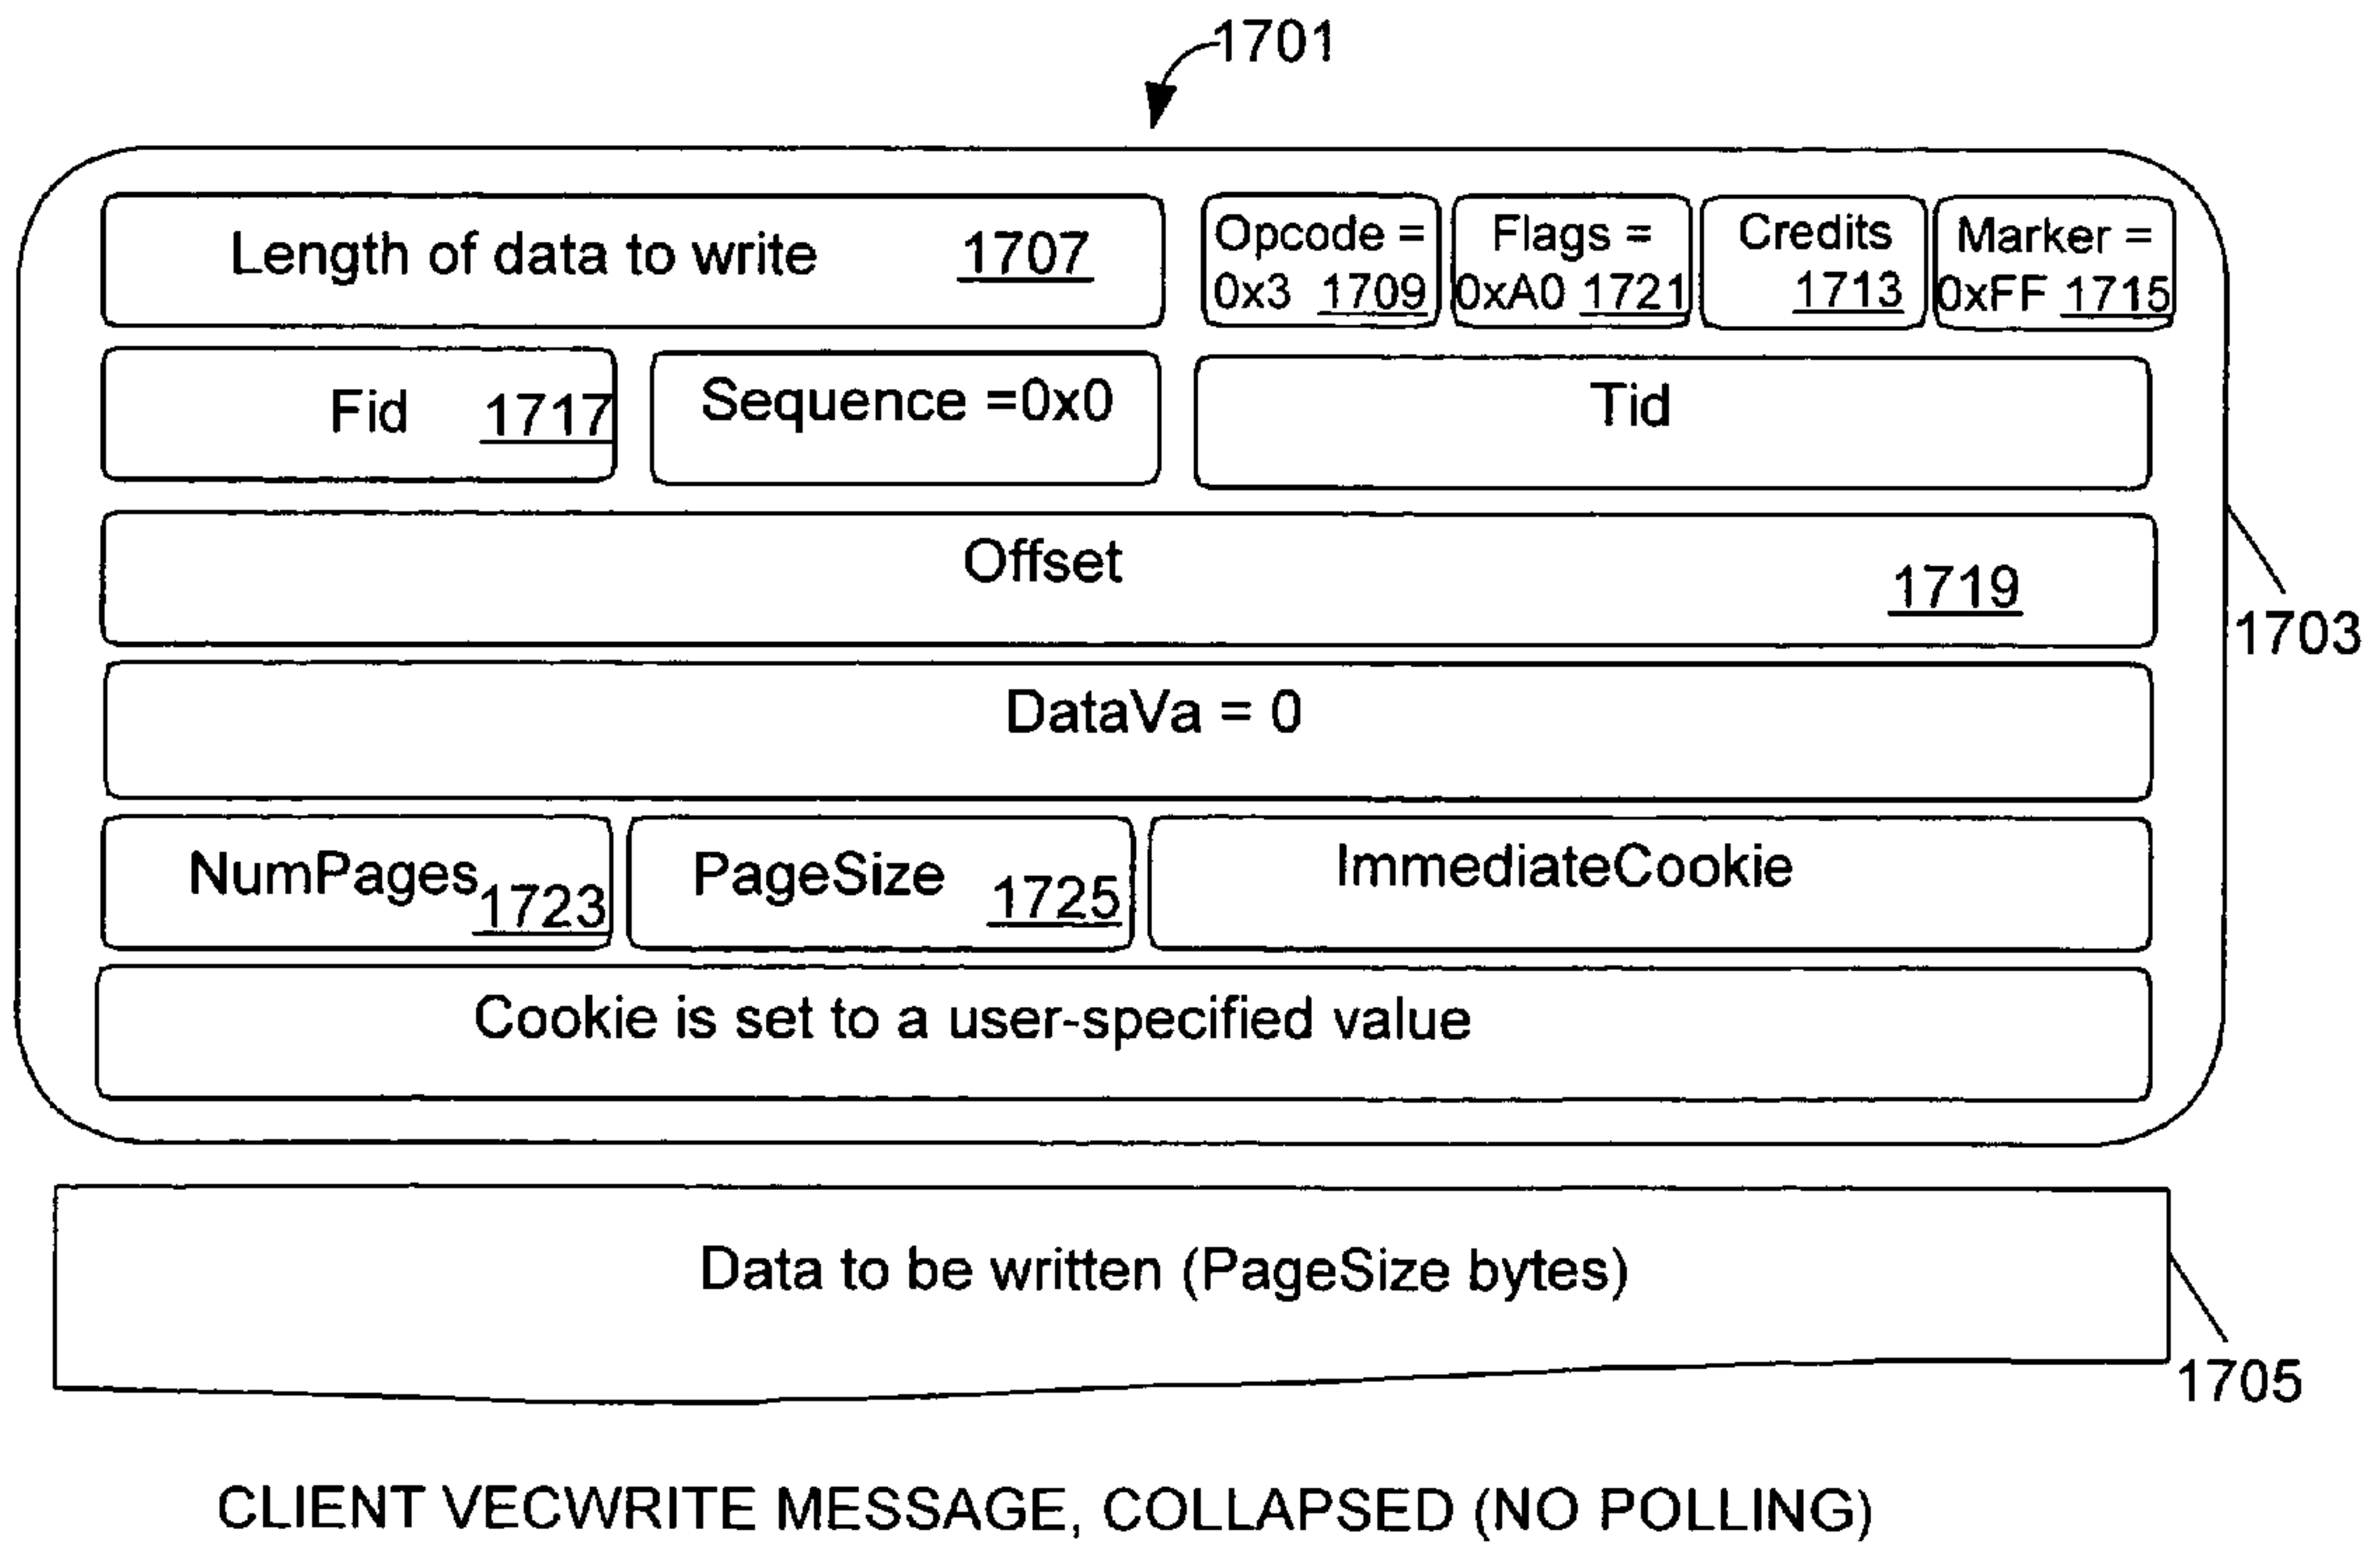 1701
Length of data to write 1707
Opcode =
0x3 1709
Flags =
0xA0 1721
Credits
1713
Marker =
0xFF 1715
Fid 1717
Sequence =0x0
Tid
Offset
1719
1703
DataVa = 0
NumPages 1723
PageSize 1725
ImmediateCookie
Cookie is set to a user-specified value
Data to be written (PageSize bytes)
1705
CLIENT VECWRITE MESSAGE, COLLAPSED (NO POLLING)